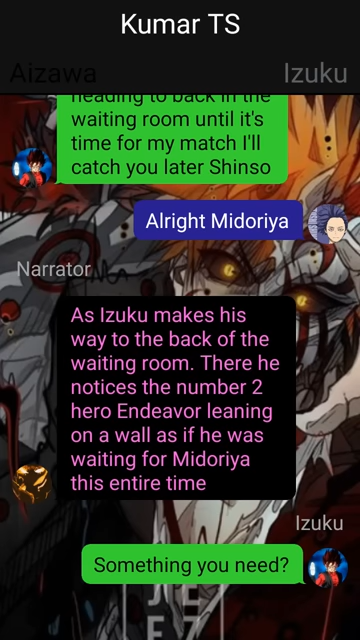 Kumar TS
Aizawa
Izuku
heading to back in the
waiting room until it's
time for my match I'll
catch you later Shinso
Alright Midoriya
Narrator
As Izuku makes his
way to the back of the
waiting room. There he
notices the number 2
hero Endeavor leaning
on a wall as if he was
waiting for Midoriya
this entire time
Izuku
Something you need?